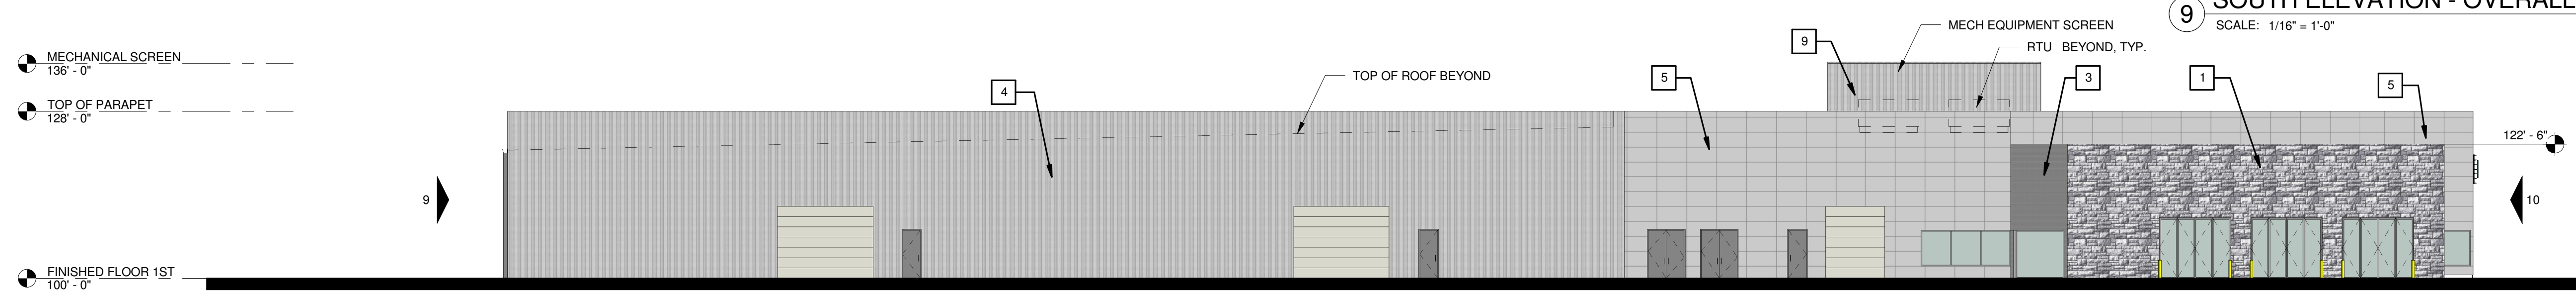 9 SOUTH ELEVATION - OVERALL
SCALE: 1/16" = 1'-0"
MECH EQUIPMENT SCREEN
RTU BEYOND, TYP.
TOP OF ROOF BEYOND
MECHANICAL SCREEN
136' - 0"
TOP OF PARAPET
128' - 0"
FINISHED FLOOR 1ST
100' - 0"
122' - 6"
4
5
9
3
1
5
9
10